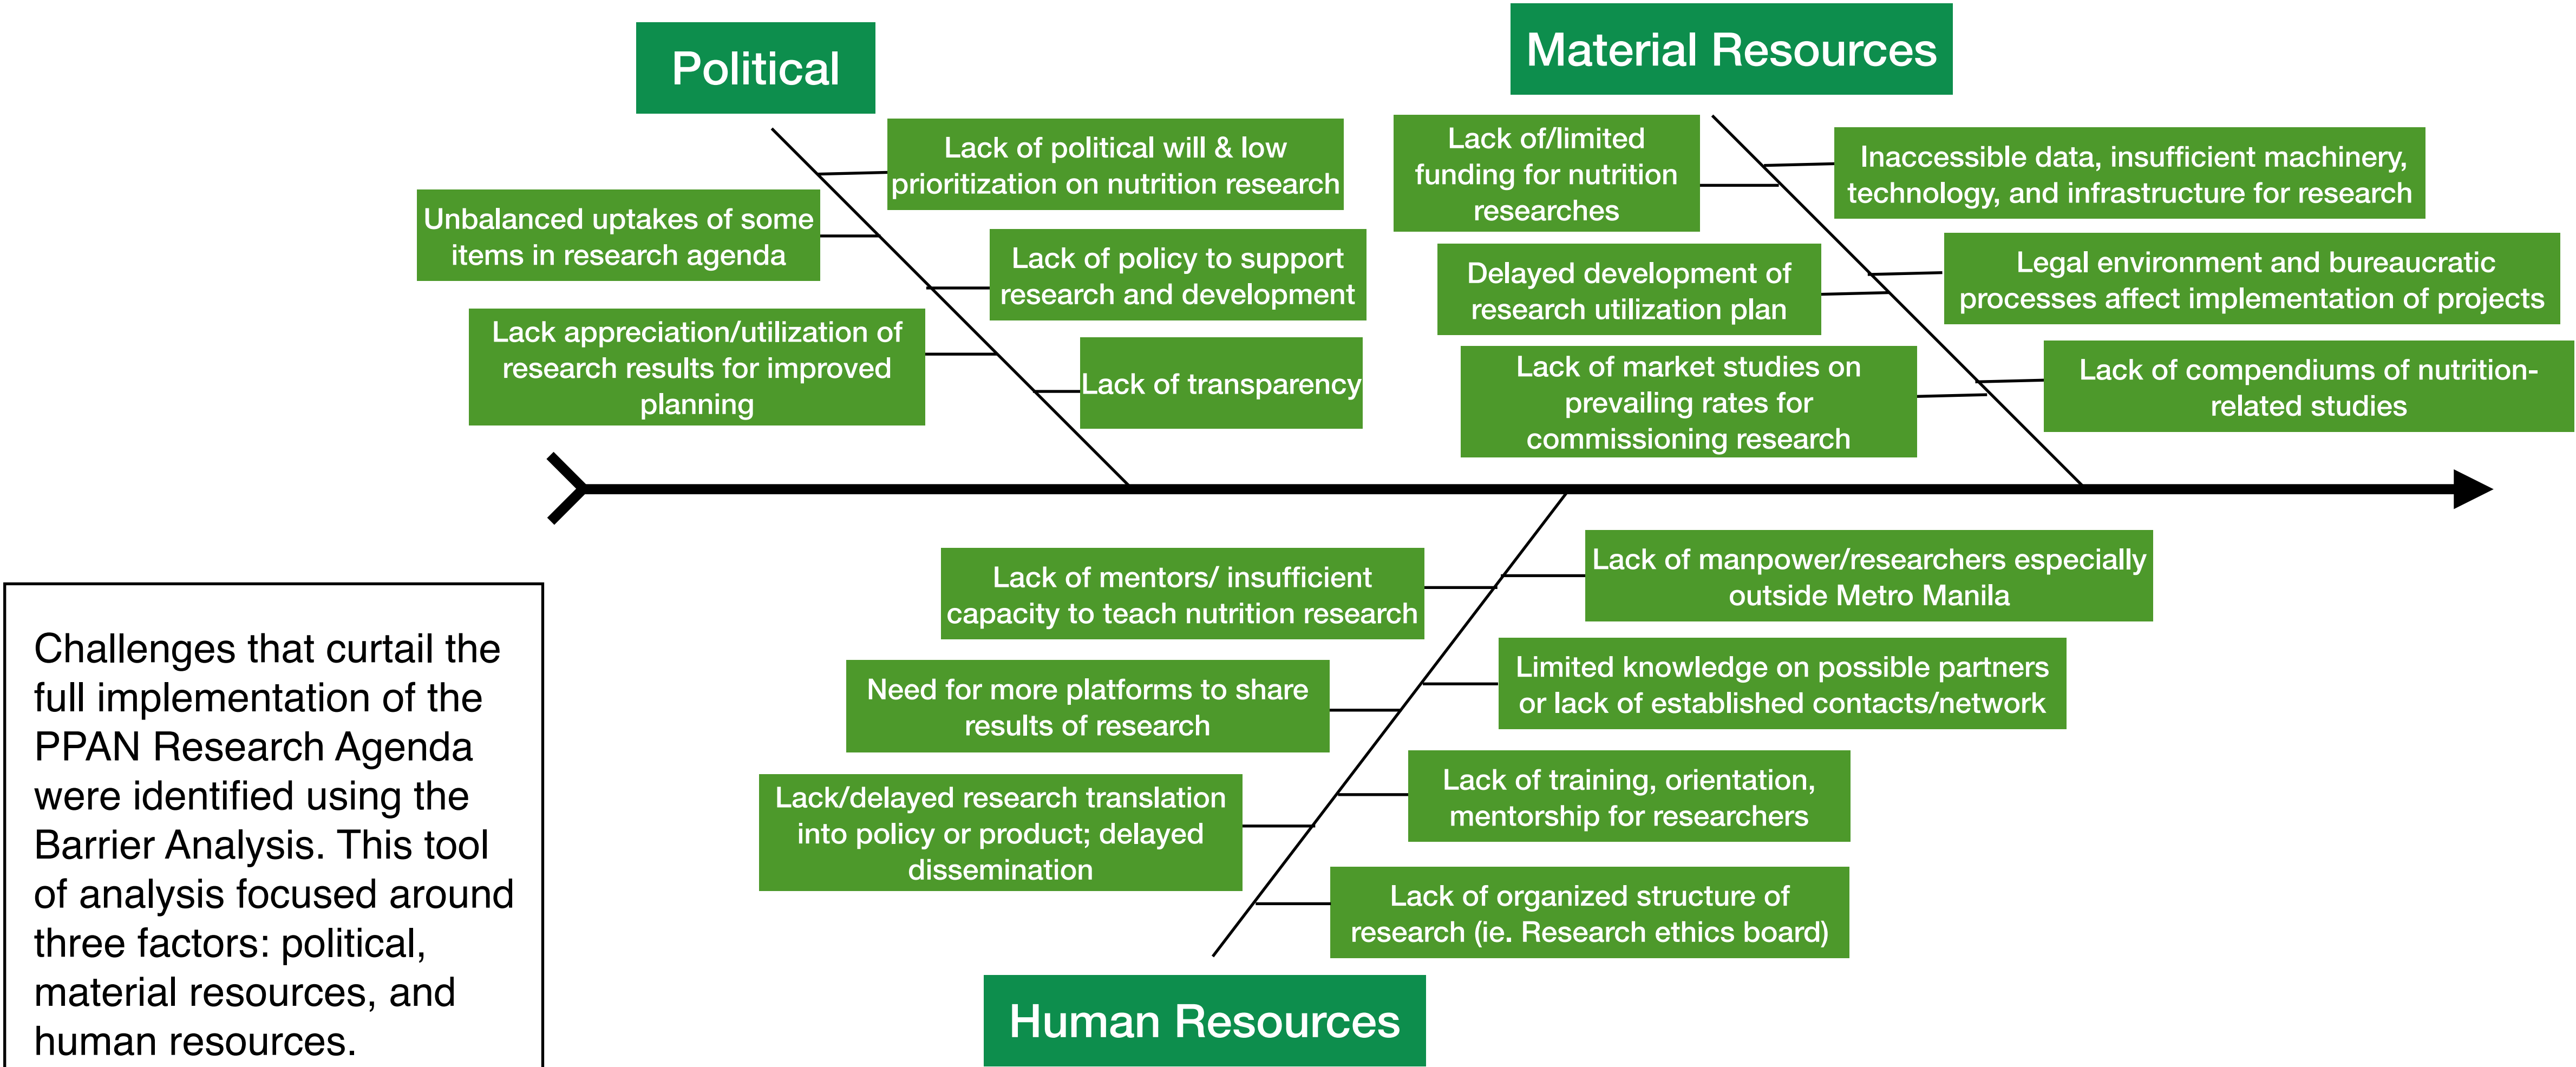 Political
Lack of political will & low
prioritization on nutrition research
Unbalanced uptakes of some
items in research agenda
Lack of policy to support
research and development
Lack appreciation/utilization of
research results for improved
planning
Lack of transparency
Material Resources
Lack of/limited
funding for nutrition
researches
Inaccessible data, insufficient machinery,
technology, and infrastructure for research
Delayed development of
research utilization plan
Legal environment and bureaucratic
processes affect implementation of projects
Lack of market studies on
prevailing rates for
commissioning research
Lack of compendiums of nutrition-
related studies
Lack of mentors/ insufficient
capacity to teach nutrition research
Lack of manpower/researchers especially
outside Metro Manila
Need for more platforms to share
results of research
Limited knowledge on possible partners
or lack of established contacts/network
Lack/delayed research translation
into policy or product; delayed
dissemination
Lack of training, orientation,
mentorship for researchers
Lack of organized structure of
research (ie. Research ethics board)
Human Resources
Challenges that curtail the
full implementation of the
PPAN Research Agenda
were identified using the
Barrier Analysis. This tool
of analysis focused around
three factors: political,
material resources, and
human resources.